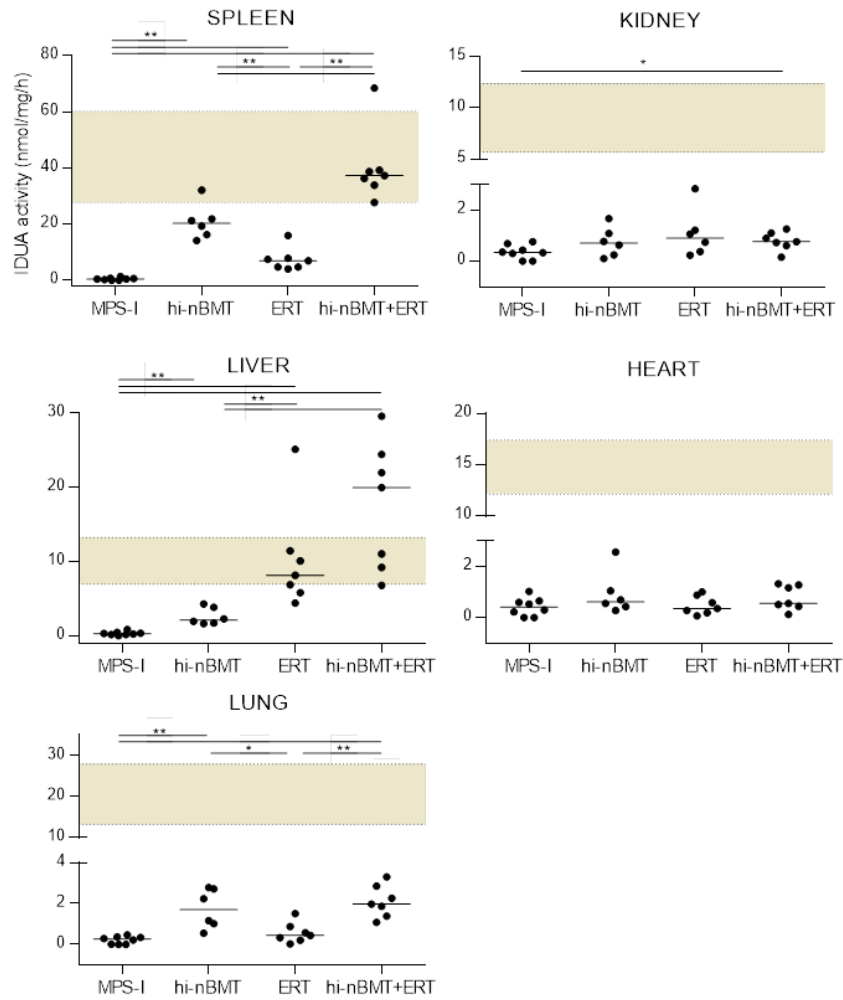 SPLEEN
** ** **
IDUA activity (nmol/mg/h)
80
60
40
20
0
MPS-I hi-nBMT ERT hi-nBMT+ERT
KIDNEY
*
15
10
5
2
0
MPS-I hi-nBMT ERT hi-nBMT+ERT
LIVER
** **
30
20
10
0
MPS-I hi-nBMT ERT hi-nBMT+ERT
HEART
20
15
10
2
0
MPS-I hi-nBMT ERT hi-nBMT+ERT
LUNG
** * **
30
20
10
4
2
0
MPS-I hi-nBMT ERT hi-nBMT+ERT